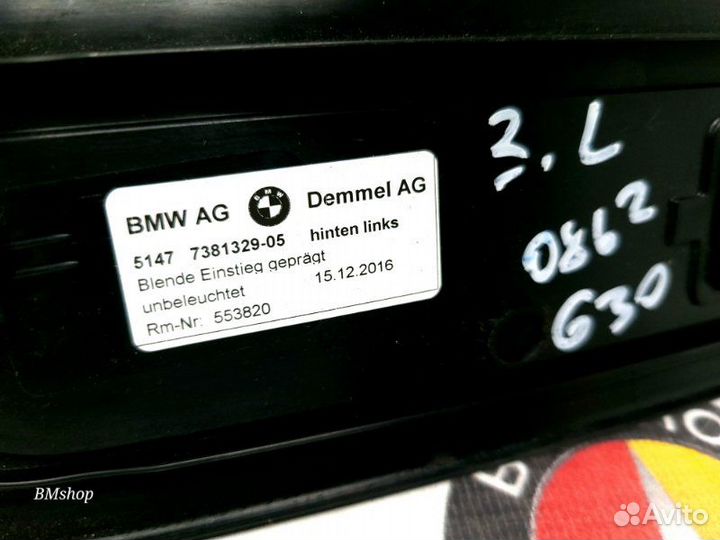 BMW AG BMW Demmel AG
5147 7381329-05 hinten links
Blende Einstieg geprägt
unbeleuchtet 15.12.2016
Rm-Nr: 553820
З. L
0862
G30
BMshop
Avito